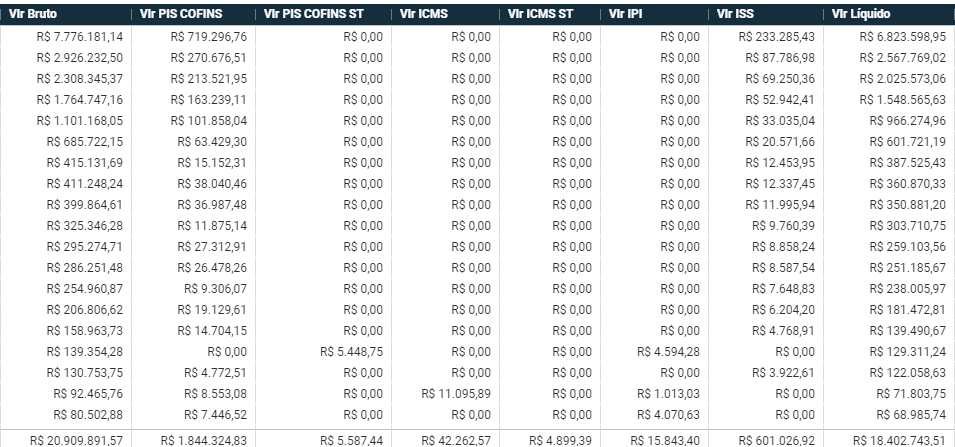 Vlr Bruto Vlr PIS COFINS Vlr PIS COFINS ST Vlr ICMS Vlr ICMS ST Vlr IPI Vlr ISS Vlr Líquido
R$ 7.776.181,14 R$ 719.296,76 R$ 0,00 R$ 0,00 R$ 0,00 R$ 0,00 R$ 233.285,43 R$ 6.823.598,95
R$ 2.926.232,50 R$ 270.676,51 R$ 0,00 R$ 0,00 R$ 0,00 R$ 0,00 R$ 87.786,98 R$ 2.567.769,02
R$ 2.308.345,37 R$ 213.521,95 R$ 0,00 R$ 0,00 R$ 0,00 R$ 0,00 R$ 69.250,36 R$ 2.025.573,06
R$ 1.764.747,16 R$ 163.239,11 R$ 0,00 R$ 0,00 R$ 0,00 R$ 0,00 R$ 52.942,41 R$ 1.548.565,63
R$ 1.101.168,05 R$ 101.858,04 R$ 0,00 R$ 0,00 R$ 0,00 R$ 0,00 R$ 33.035,04 R$ 966.274,96
R$ 685.722,15 R$ 63.429,30 R$ 0,00 R$ 0,00 R$ 0,00 R$ 0,00 R$ 20.571,66 R$ 601.721,19
R$ 415.131,69 R$ 15.152,31 R$ 0,00 R$ 0,00 R$ 0,00 R$ 0,00 R$ 12.453,95 R$ 387.525,43
R$ 411.248,24 R$ 38.040,46 R$ 0,00 R$ 0,00 R$ 0,00 R$ 0,00 R$ 12.337,45 R$ 360.870,33
R$ 399.864,61 R$ 36.987,48 R$ 0,00 R$ 0,00 R$ 0,00 R$ 0,00 R$ 11.995,94 R$ 350.881,20
R$ 325.346,28 R$ 11.875,14 R$ 0,00 R$ 0,00 R$ 0,00 R$ 0,00 R$ 9.760,39 R$ 303.710,75
R$ 295.274,71 R$ 27.312,91 R$ 0,00 R$ 0,00 R$ 0,00 R$ 0,00 R$ 8.858,24 R$ 259.103,56
R$ 286.251,48 R$ 26.478,26 R$ 0,00 R$ 0,00 R$ 0,00 R$ 0,00 R$ 8.587,54 R$ 251.185,67
R$ 254.960,87 R$ 9.306,07 R$ 0,00 R$ 0,00 R$ 0,00 R$ 0,00 R$ 7.648,83 R$ 238.005,97
R$ 206.806,62 R$ 19.129,61 R$ 0,00 R$ 0,00 R$ 0,00 R$ 0,00 R$ 6.204,20 R$ 181.472,81
R$ 158.963,73 R$ 14.704,15 R$ 0,00 R$ 0,00 R$ 0,00 R$ 0,00 R$ 4.768,91 R$ 139.490,67
R$ 139.354,28 R$ 0,00 R$ 5.448,75 R$ 0,00 R$ 0,00 R$ 4.594,28 R$ 0,00 R$ 129.311,24
R$ 130.753,75 R$ 4.772,51 R$ 0,00 R$ 0,00 R$ 0,00 R$ 0,00 R$ 3.922,61 R$ 122.058,63
R$ 92.465,76 R$ 8.553,08 R$ 0,00 R$ 11.095,89 R$ 0,00 R$ 1.013,03 R$ 0,00 R$ 71.803,75
R$ 80.502,88 R$ 7.446,52 R$ 0,00 R$ 0,00 R$ 0,00 R$ 4.070,63 R$ 0,00 R$ 68.985,74
R$ 20.909.891,57 R$ 1.844.324,83 R$ 5.587,44 R$ 42.262,57 R$ 4.899,39 R$ 15.843,40 R$ 601.026,92 R$ 18.402.743,51